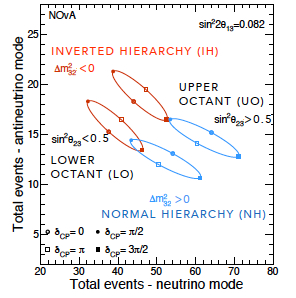 NOvA
sin²2θ₁₃=0.082
INVERTED HIERARCHY (IH)
Δm²₃₂<0
UPPER
OCTANT (UO)
sin²θ₂₃>0.5
sin²θ₂₃<0.5
LOWER
OCTANT (LO)
Δm²₃₂>0
NORMAL HIERARCHY (NH)
δCP= 0 δCP= π/2
δCP= π δCP= 3π/2
25
20
15
10
5
20 30 40 50 60 70 80
Total events - neutrino mode
Total events - antineutrino mode